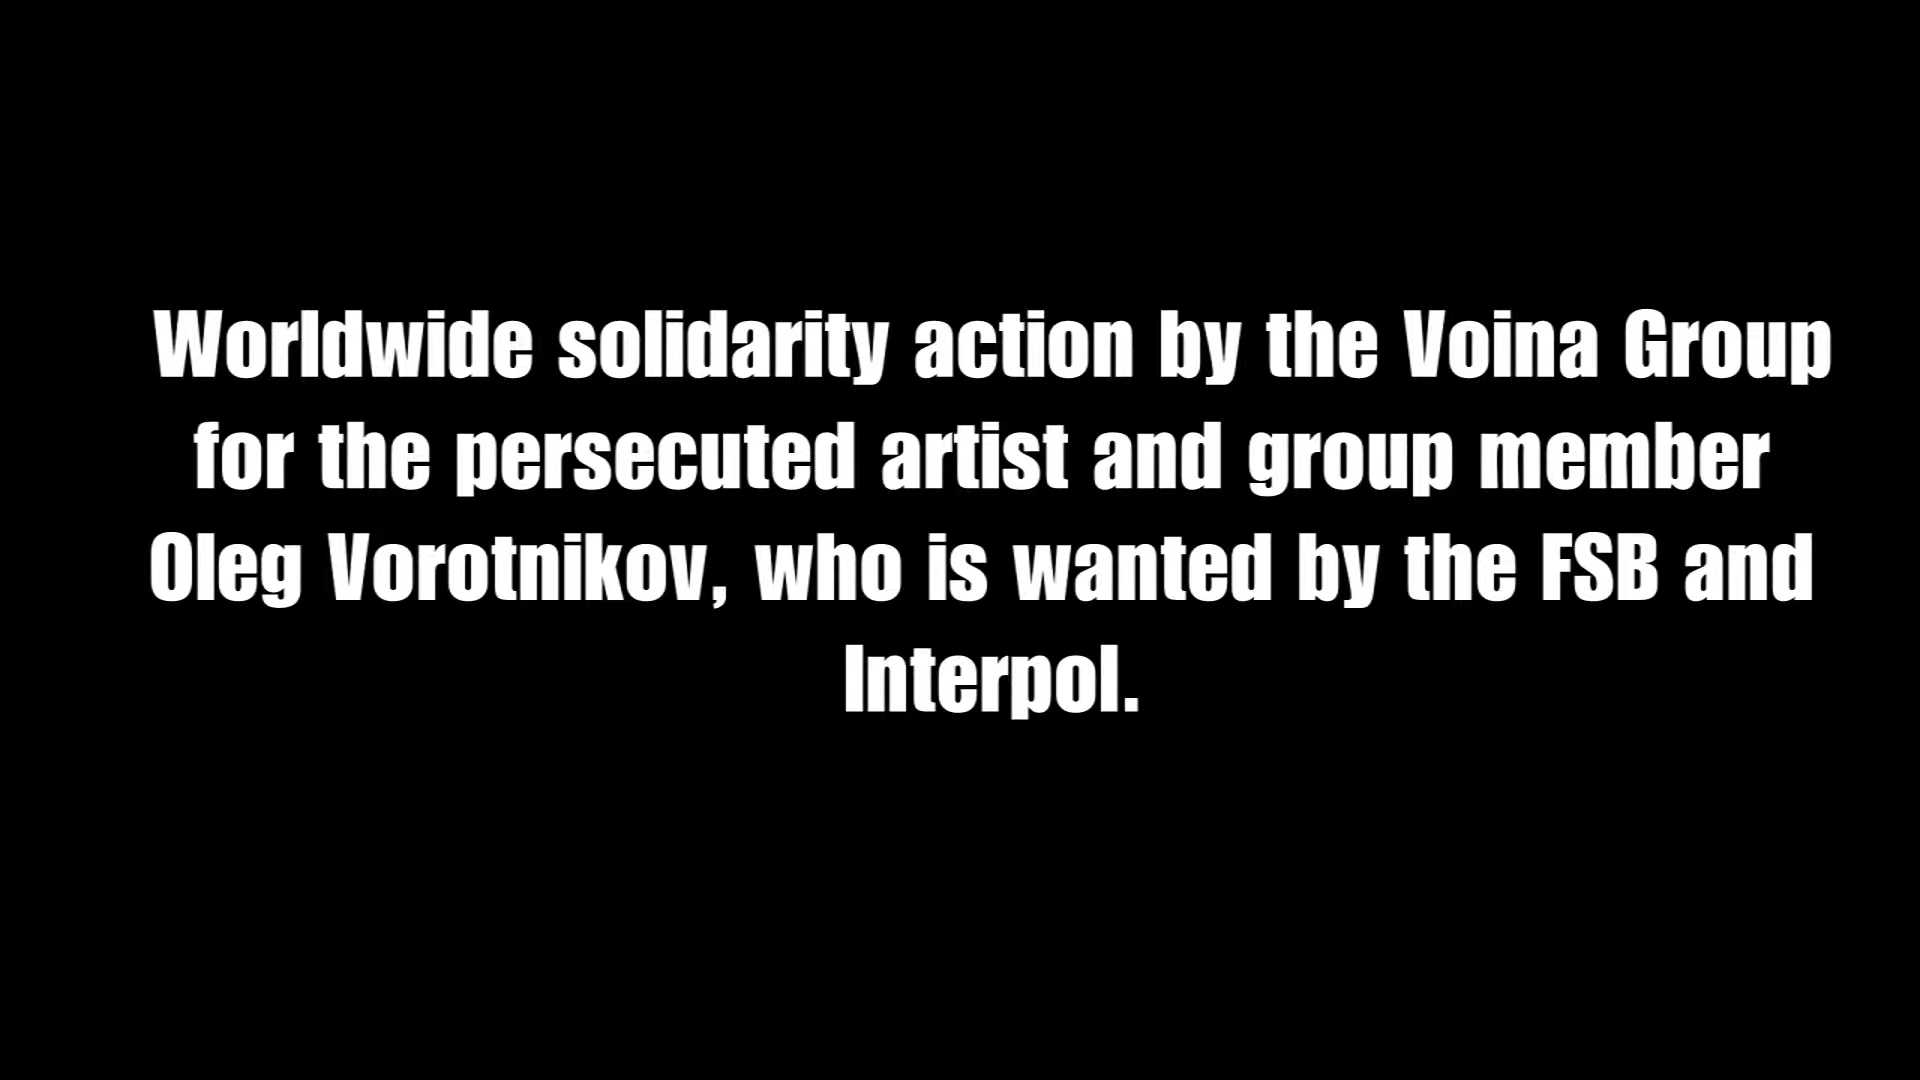 Worldwide solidarity action by the Voina Group
for the persecuted artist and group member
Oleg Vorotnikov, who is wanted by the FSB and
Interpol.